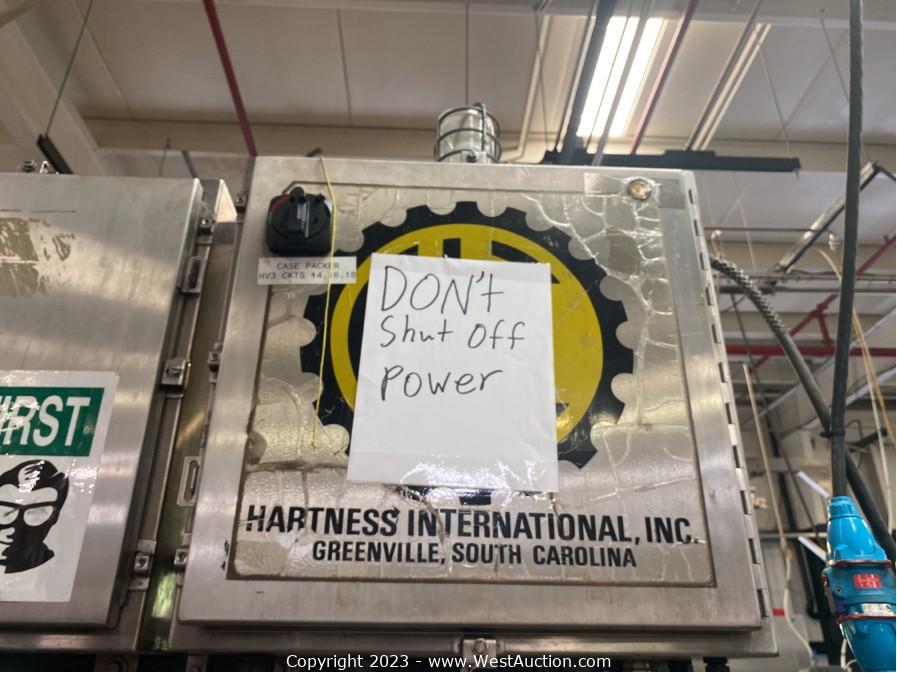 CASE PACKER
HV3 CKTS 14,16,18
DON't
Shut Off
Power
FIRST
HARTNESS INTERNATIONAL, INC.
GREENVILLE, SOUTH CAROLINA
Copyright 2023 - www.WestAuction.com